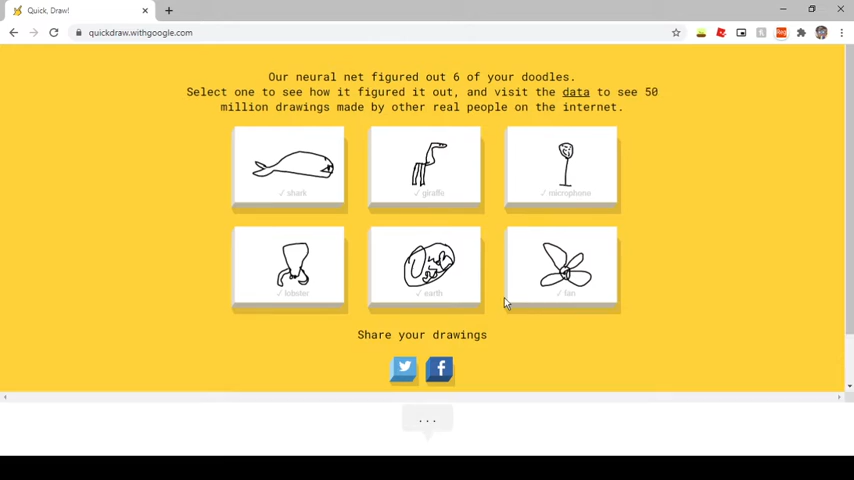 Quick, Draw!
quickdraw.withgoogle.com
Our neural net figured out 6 of your doodles.
Select one to see how it figured it out, and visit the data to see 50
million drawings made by other real people on the internet.
✓ shark
✓ giraffe
✓ microphone
✓ lobster
✓ earth
✓ fan
Share your drawings
...